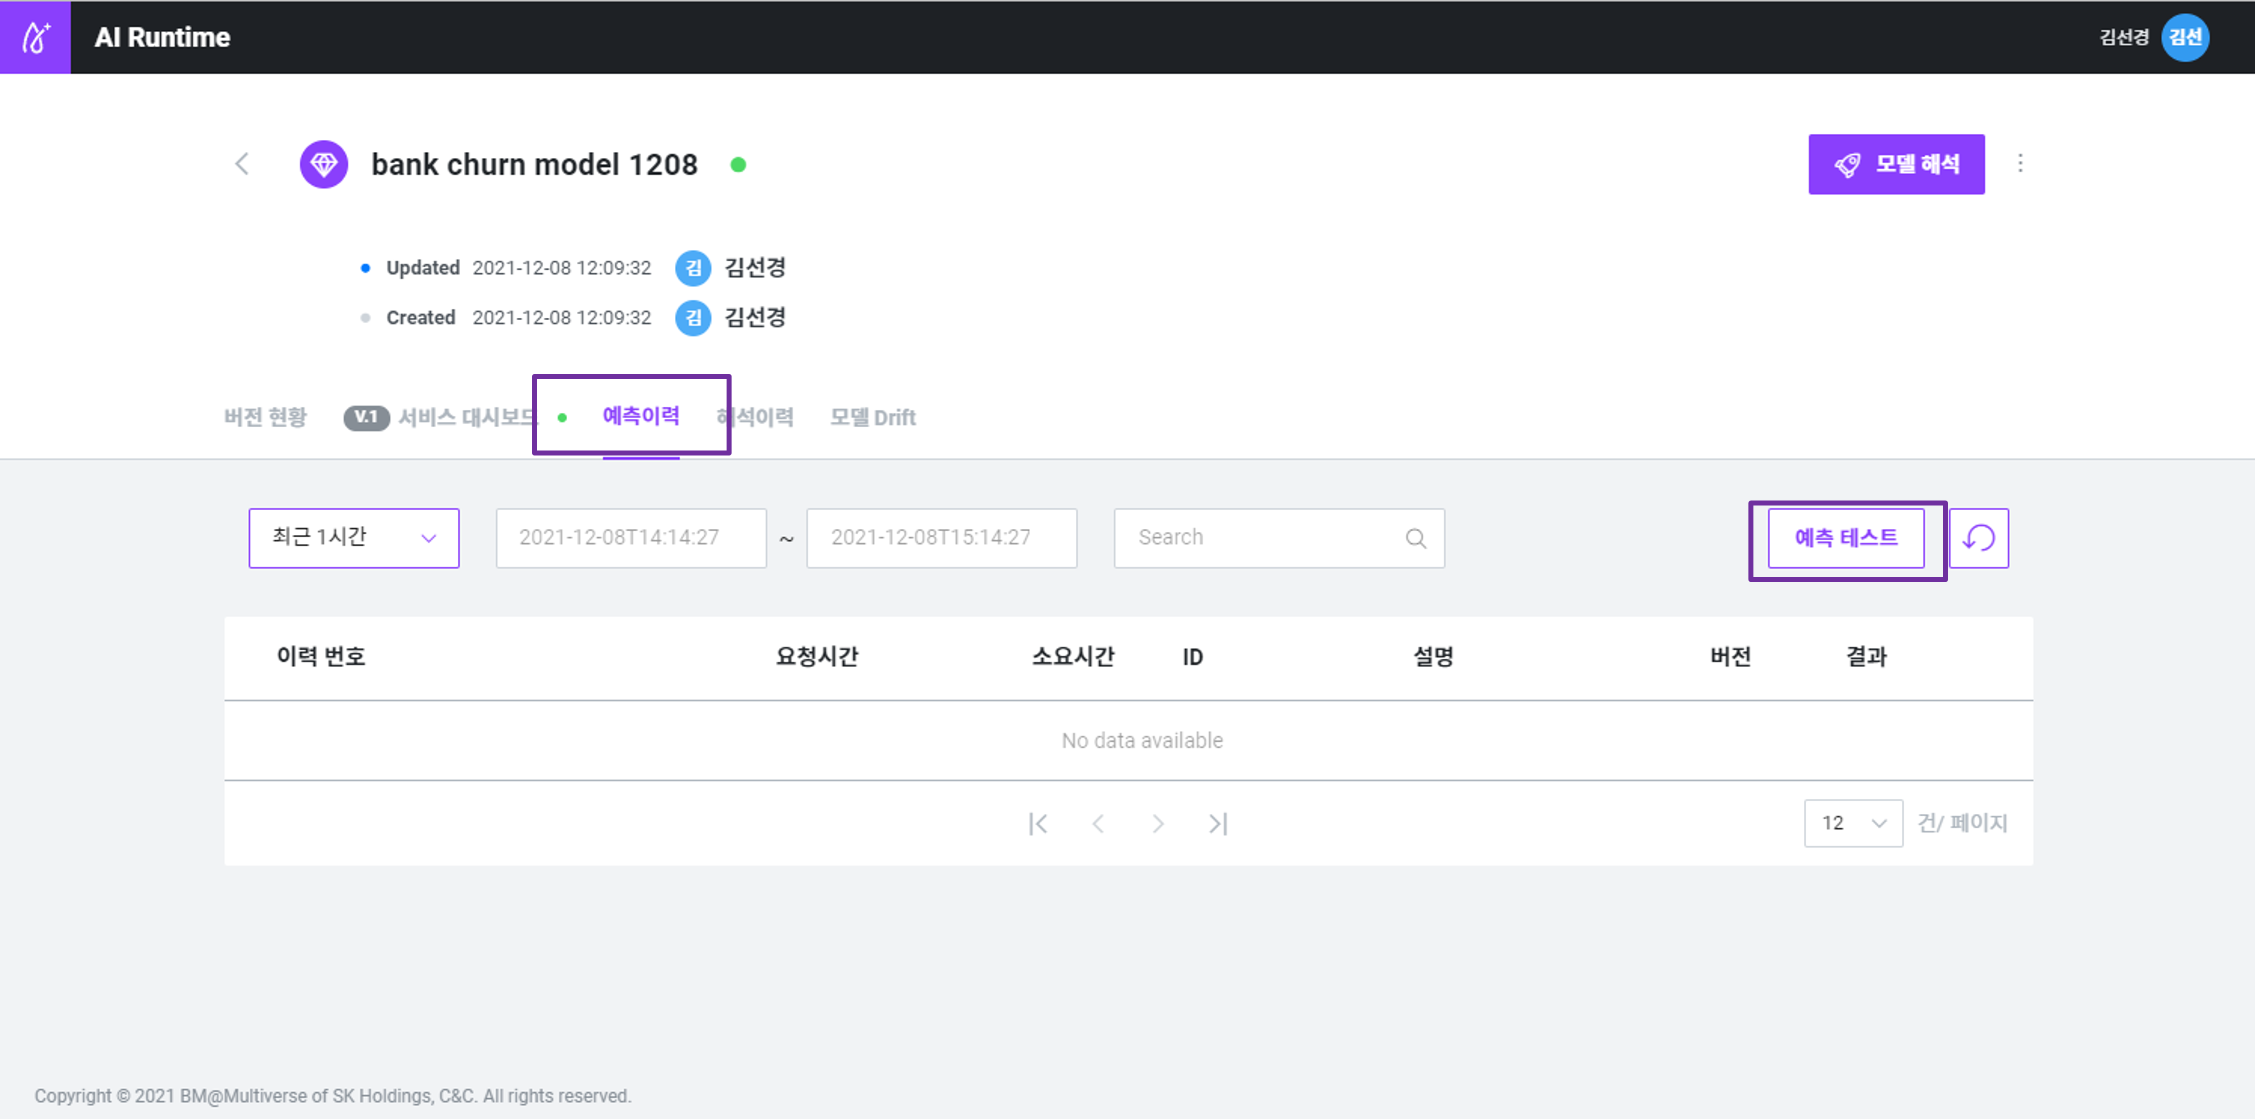 AI Runtime
김선경 김선
bank churn model 1208
모델 해석
Updated 2021-12-08 12:09:32 김 김선경
Created 2021-12-08 12:09:32 김 김선경
버전 현황 V.1 서비스 대시보드 예측이력 해석이력 모델 Drift
최근 1시간 2021-12-08T14:14:27 ~ 2021-12-08T15:14:27 Search 예측 테스트
이력 번호 요청시간 소요시간 ID 설명 버전 결과
No data available
12 건/ 페이지
Copyright © 2021 BM@Multiverse of SK Holdings, C&C. All rights reserved.